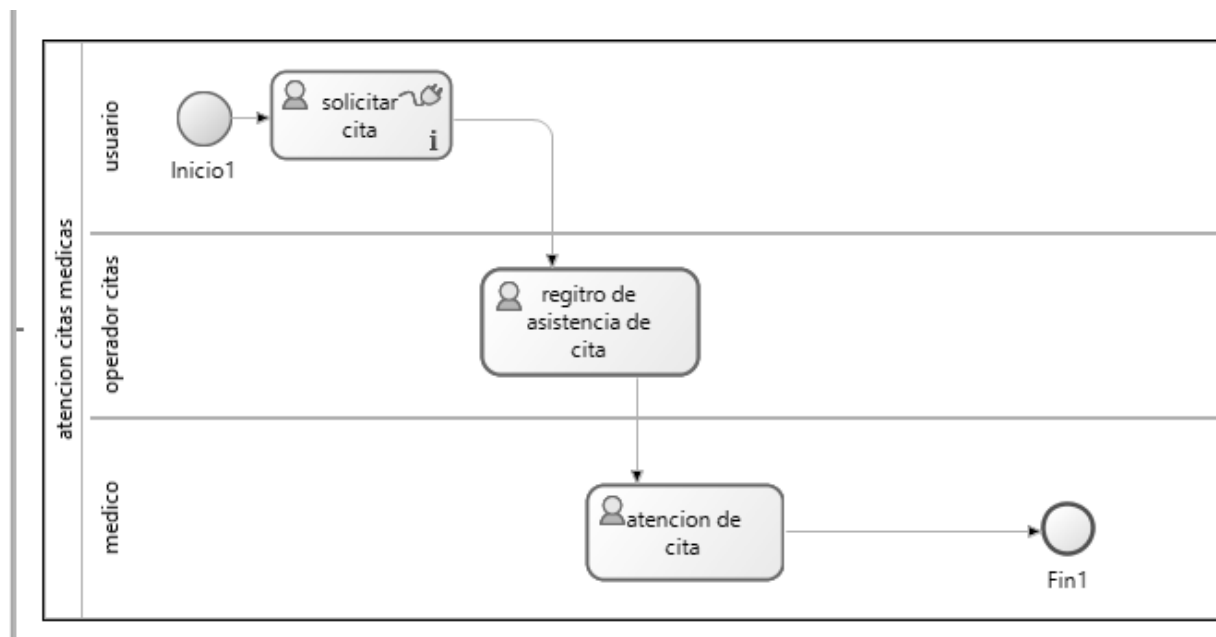 atencion citas medicas
usuario
Inicio1
solicitar
cita
i
operador citas
regitro de
asistencia de
cita
medico
atencion de
cita
Fin1